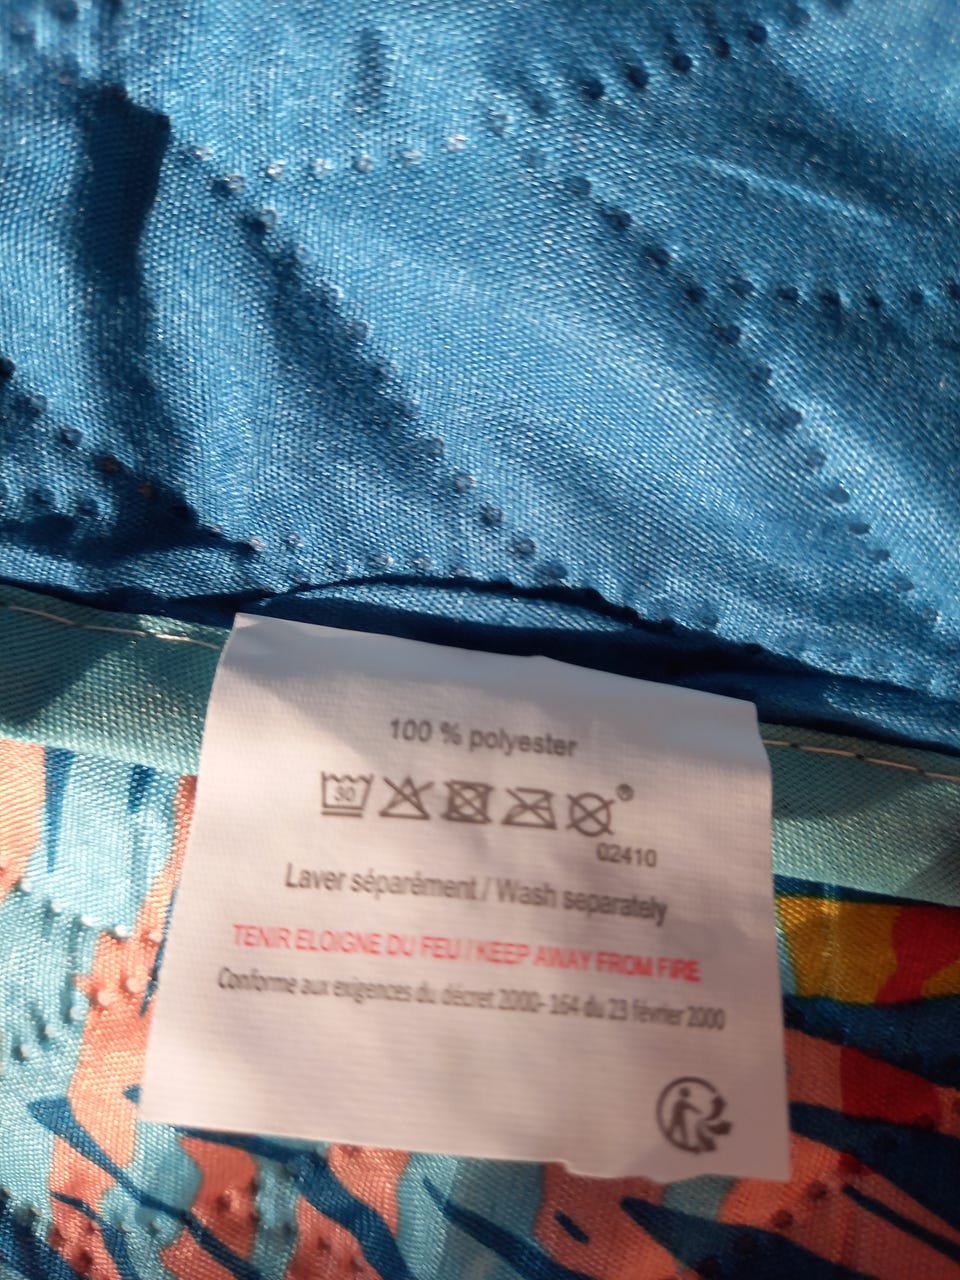 100 % polyester
30
®
02410
Laver séparément / Wash separately
TENIR ELOIGNE DU FEU / KEEP AWAY FROM FIRE
Conforme aux exigences du décret 2000- 164 du 23 février 2000